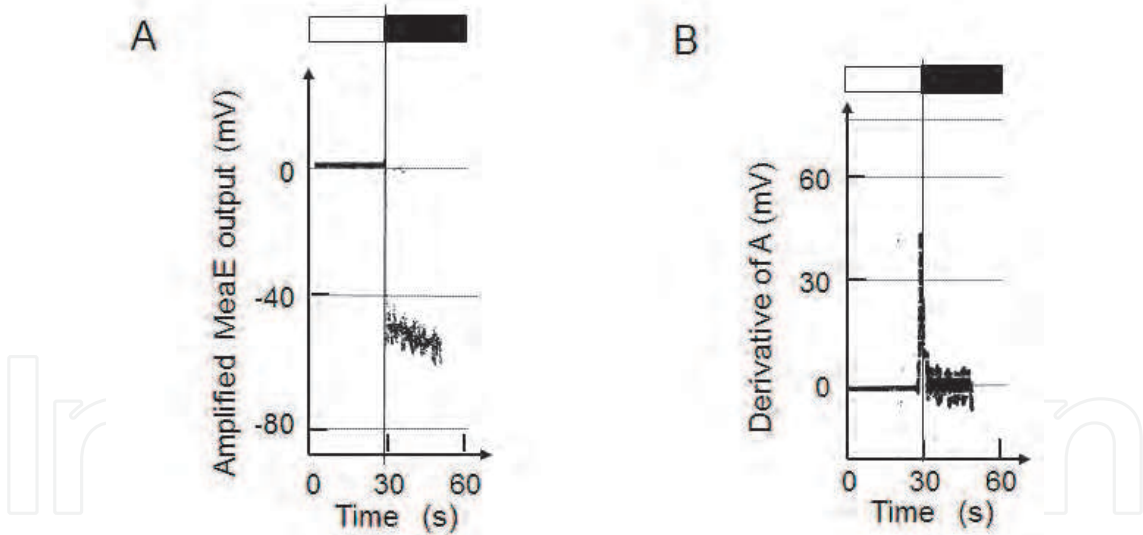 A
Amplified MeaE output (mV)
0
-40
-80
0 30 60
Time (s)
B
Derivative of A (mV)
60
30
0
0 30 60
Time (s)